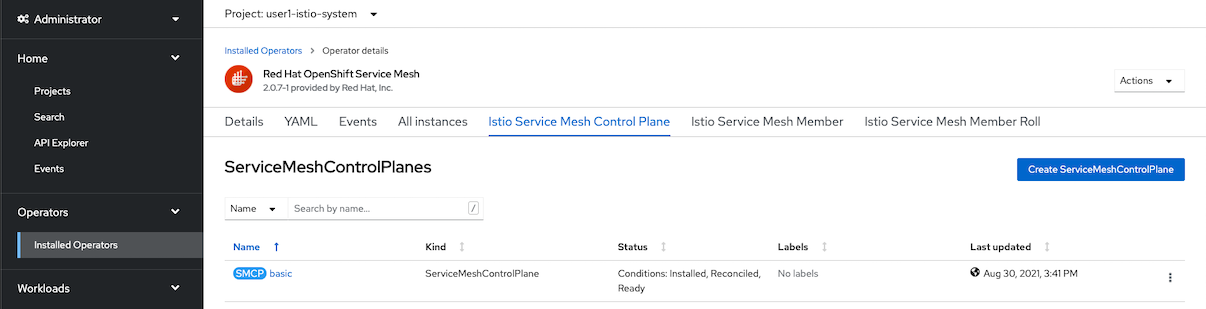 Administrator
Home
Projects
Search
API Explorer
Events
Operators
Installed Operators
Workloads
Project: user1-istio-system
Installed Operators > Operator details
Red Hat OpenShift Service Mesh
2.0.7-1 provided by Red Hat, Inc.
Actions
Details YAML Events All instances Istio Service Mesh Control Plane Istio Service Mesh Member Istio Service Mesh Member Roll
ServiceMeshControlPlanes
Create ServiceMeshControlPlane
Name Search by name... /
Name Kind Status Labels Last updated
SMCP basic ServiceMeshControlPlane Conditions: Installed, Reconciled, No labels Aug 30, 2021, 3:41 PM
Ready